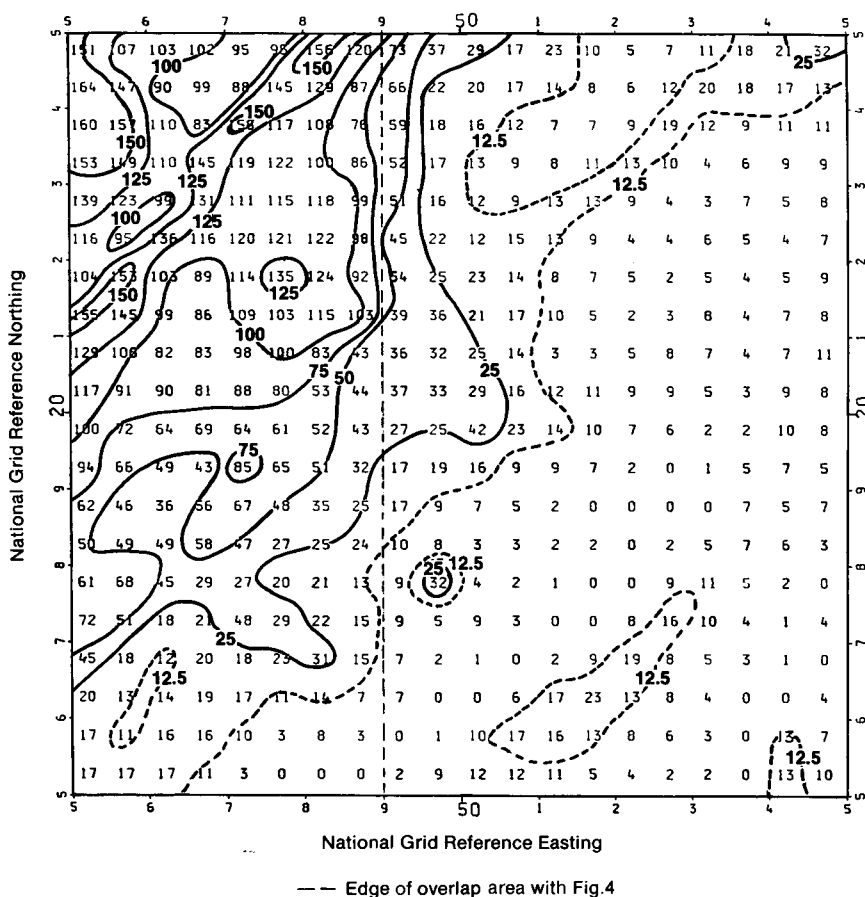 5 6 7 8 9 50 1 2 3 4 5
5 151 107 103 102 95 156 120 73 37 29 17 23 10 5 7 11 18 21 32 5
100 150 25
164 147 90 99 88 145 129 87 66 22 20 17 14 8 6 12 20 18 17 13
4 150 4
160 157 110 83 117 108 76 59 18 16 12 7 7 9 19 12 9 11 11
150 12.5
153 149 110 145 119 122 100 86 52 17 13 9 8 11 13 10 4 6 9 9
125 125 12.5
3 3
139 123 99 131 111 115 118 99 51 16 12 9 13 13 9 4 3 7 5 8
100 125
116 95 136 116 120 121 122 98 45 22 12 15 13 9 4 4 6 5 4 7
2 2
104 153 103 89 114 135 124 92 54 25 23 14 8 7 5 2 5 4 5 9
150 125
155 145 99 86 109 103 115 103 39 36 21 17 10 5 2 3 8 4 7 8
1 100 1
129 108 82 83 98 100 83 43 36 32 25 14 3 3 5 8 7 4 7 11
75 50 25
117 91 90 81 88 80 53 44 37 33 29 16 12 11 9 9 5 3 9 8
20 20
100 72 64 69 64 61 52 43 27 25 42 23 14 10 7 6 2 2 10 8
75
94 66 49 43 85 65 51 32 17 19 16 9 9 7 2 0 1 5 7 5
9 9
62 46 36 56 67 48 35 25 17 9 7 5 2 0 0 0 0 7 5 7
50 49 49 58 47 27 25 24 10 8 3 3 2 2 0 2 5 7 6 3
8 25 12.5 8
61 68 45 29 27 20 21 13 9 32 4 2 1 0 0 9 11 5 2 0
72 51 18 21 48 29 22 15 9 5 9 3 0 0 8 16 10 4 1 4
7 25 7
45 18 12 20 18 23 31 15 7 2 1 0 2 9 19 8 5 3 1 0
12.5 12.5
20 13 14 19 17 11 14 7 7 0 0 6 17 23 13 8 4 0 0 4
6 6
17 11 16 16 10 3 8 3 0 1 10 17 16 13 8 6 3 0 13 7
12.5
17 17 17 11 3 0 0 0 2 9 12 12 11 5 4 2 2 0 13 10
5 5
5 6 7 8 9 50 1 2 3 4 5
National Grid Reference Northing
National Grid Reference Easting
— — Edge of overlap area with Fig.4